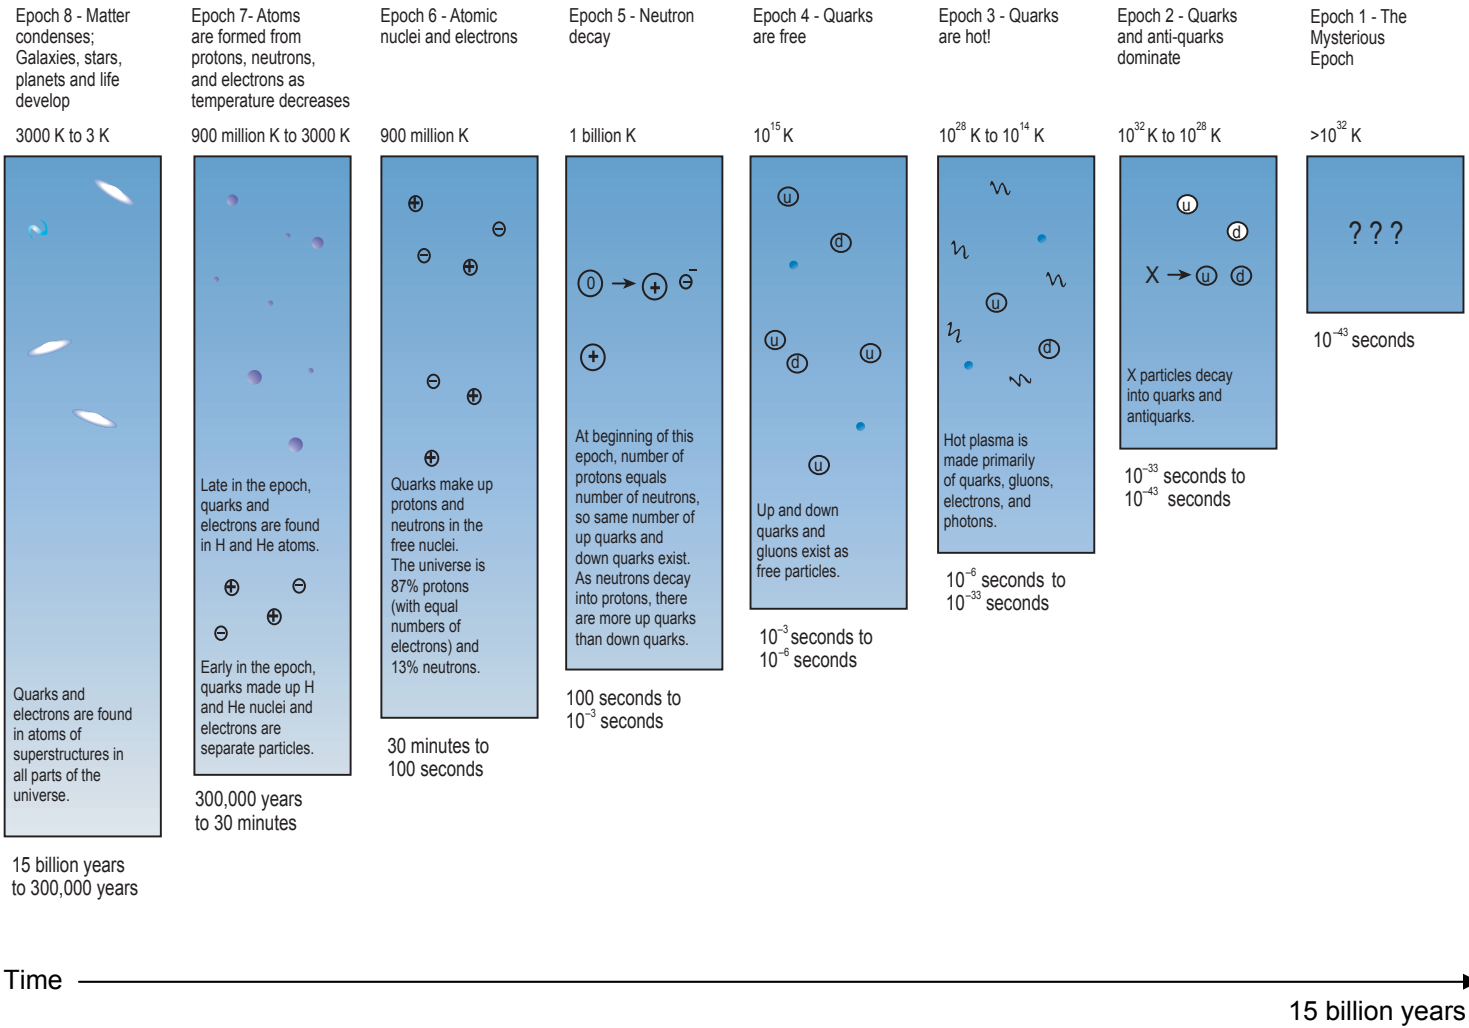 Epoch 8 - Matter
condenses;
Galaxies, stars,
planets and life
develop
3000 K to 3 K
Quarks and
electrons are found
in atoms of
superstructures in
all parts of the
universe.
15 billion years
to 300,000 years
Epoch 7- Atoms
are formed from
protons, neutrons,
and electrons as
temperature decreases
900 million K to 3000 K
Late in the epoch,
quarks and
electrons are found
in H and He atoms.
+ −
+
−
Early in the epoch,
quarks made up H
and He nuclei and
electrons are
separate particles.
300,000 years
to 30 minutes
Epoch 6 - Atomic
nuclei and electrons
900 million K
+
−
− +
−
+
+
Quarks make up
protons and
neutrons in the
free nuclei.
The universe is
87% protons
(with equal
numbers of
electrons) and
13% neutrons.
30 minutes to
100 seconds
Epoch 5 - Neutron
decay
1 billion K
0 → + e⁻
+
At beginning of this
epoch, number of
protons equals
number of neutrons,
so same number of
up quarks and
down quarks exist.
As neutrons decay
into protons, there
are more up quarks
than down quarks.
100 seconds to
10⁻³ seconds
Epoch 4 - Quarks
are free
10¹⁵ K
u
d
u
d u
u
Up and down
quarks and
gluons exist as
free particles.
10⁻³ seconds to
10⁻⁶ seconds
Epoch 3 - Quarks
are hot!
10²⁸ K to 10¹⁴ K
u
d
Hot plasma is
made primarily
of quarks, gluons,
electrons, and
photons.
10⁻⁶ seconds to
10⁻³³ seconds
Epoch 2 - Quarks
and anti-quarks
dominate
10³² K to 10²⁸ K
u
d
X → u d
X particles decay
into quarks and
antiquarks.
10⁻³³ seconds to
10⁻⁴³ seconds
Epoch 1 - The
Mysterious
Epoch
>10³² K
? ? ?
10⁻⁴³ seconds
Time
15 billion years